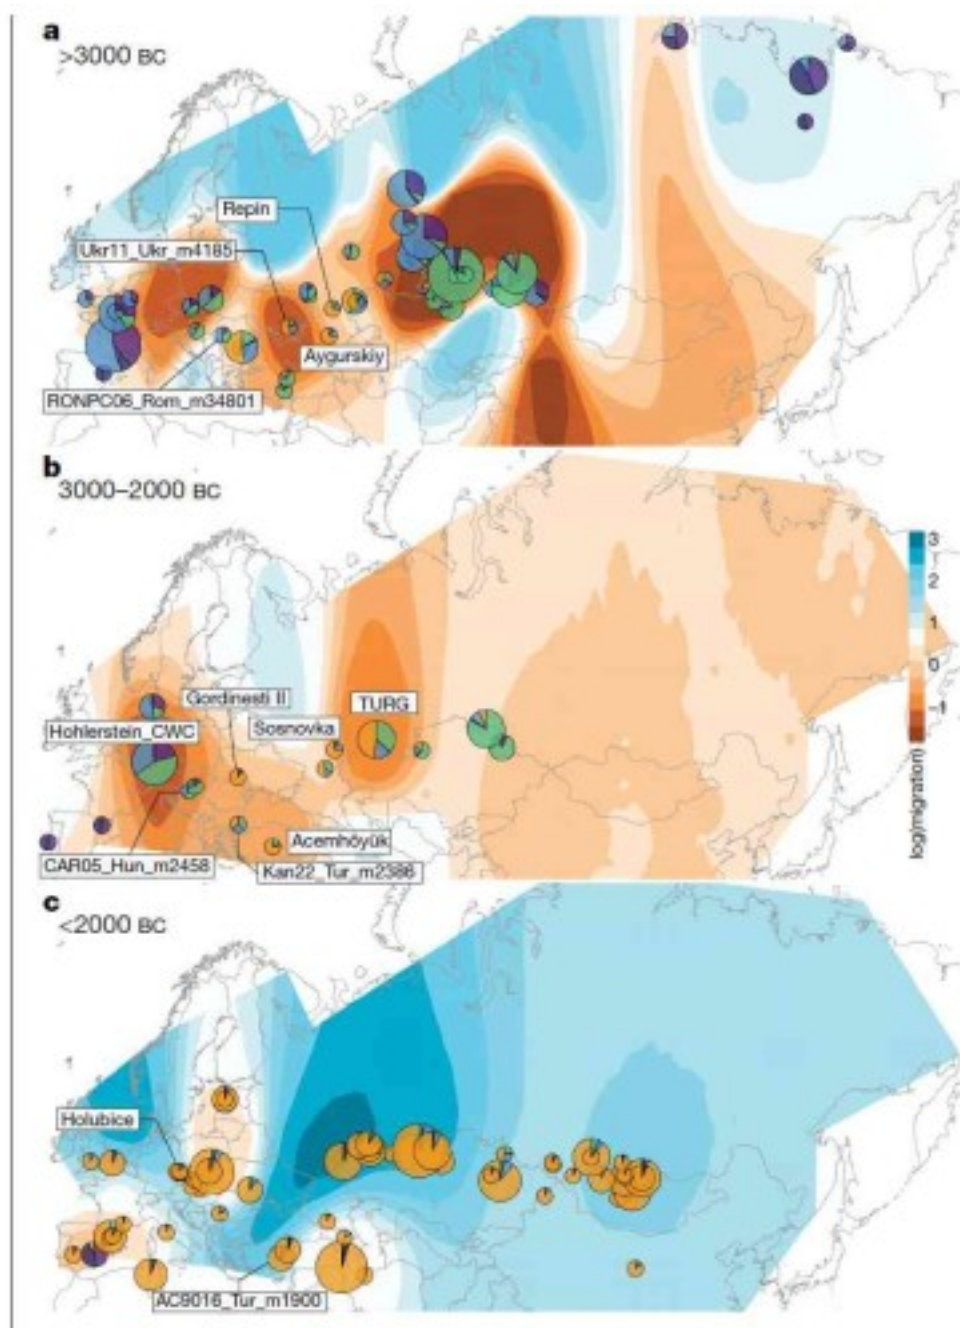 a
>3000 BC
Repin
Ukr11_Ukr_m4185
Aygurskiy
RONPC06_Rom_m34801
b
3000–2000 BC
3
2
1
0
-1
log(migration)
Gordinesti II
TURG
Hohlerstein_CWC
Sosnovka
Acemhöyük
CAR05_Hun_m2458
Kan22_Tur_m2386
c
<2000 BC
Holubice
AC9016_Tur_m1900